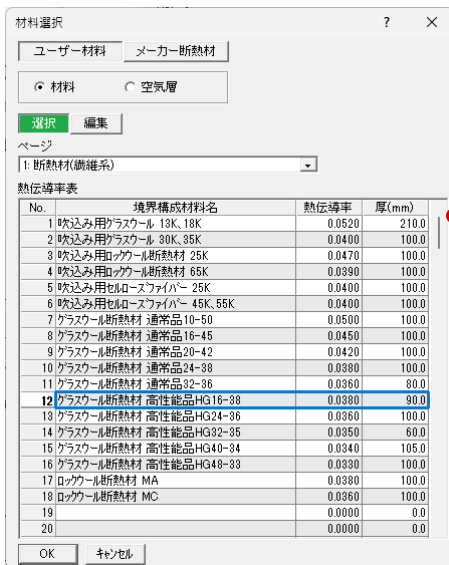 材料選択 ? ×
ユーザー材料 メーカー断熱材
材料 空気層
選択 編集
ページ
1: 断熱材(繊維系)
熱伝導率表
No. 境界構成材料名 熱伝導率 厚(mm)
1 吹込み用グラスウール 13K、18K 0.0520 210.0
2 吹込み用グラスウール 30K、35K 0.0400 100.0
3 吹込み用ロックウール断熱材 25K 0.0470 100.0
4 吹込み用ロックウール断熱材 65K 0.0390 100.0
5 吹込み用セルローズファイバー 25K 0.0400 100.0
6 吹込み用セルローズファイバー 45K、55K 0.0400 100.0
7 グラスウール断熱材 通常品10-50 0.0500 100.0
8 グラスウール断熱材 通常品16-45 0.0450 100.0
9 グラスウール断熱材 通常品20-42 0.0420 100.0
10 グラスウール断熱材 通常品24-38 0.0380 100.0
11 グラスウール断熱材 通常品32-36 0.0360 80.0
12 グラスウール断熱材 高性能品HG16-38 0.0380 90.0
13 グラスウール断熱材 高性能品HG24-36 0.0360 100.0
14 グラスウール断熱材 高性能品HG32-35 0.0350 60.0
15 グラスウール断熱材 高性能品HG40-34 0.0340 105.0
16 グラスウール断熱材 高性能品HG48-33 0.0330 100.0
17 ロックウール断熱材 MA 0.0380 100.0
18 ロックウール断熱材 MC 0.0360 100.0
19 0.0000 0.0
20 0.0000 0.0
OK キャンセル